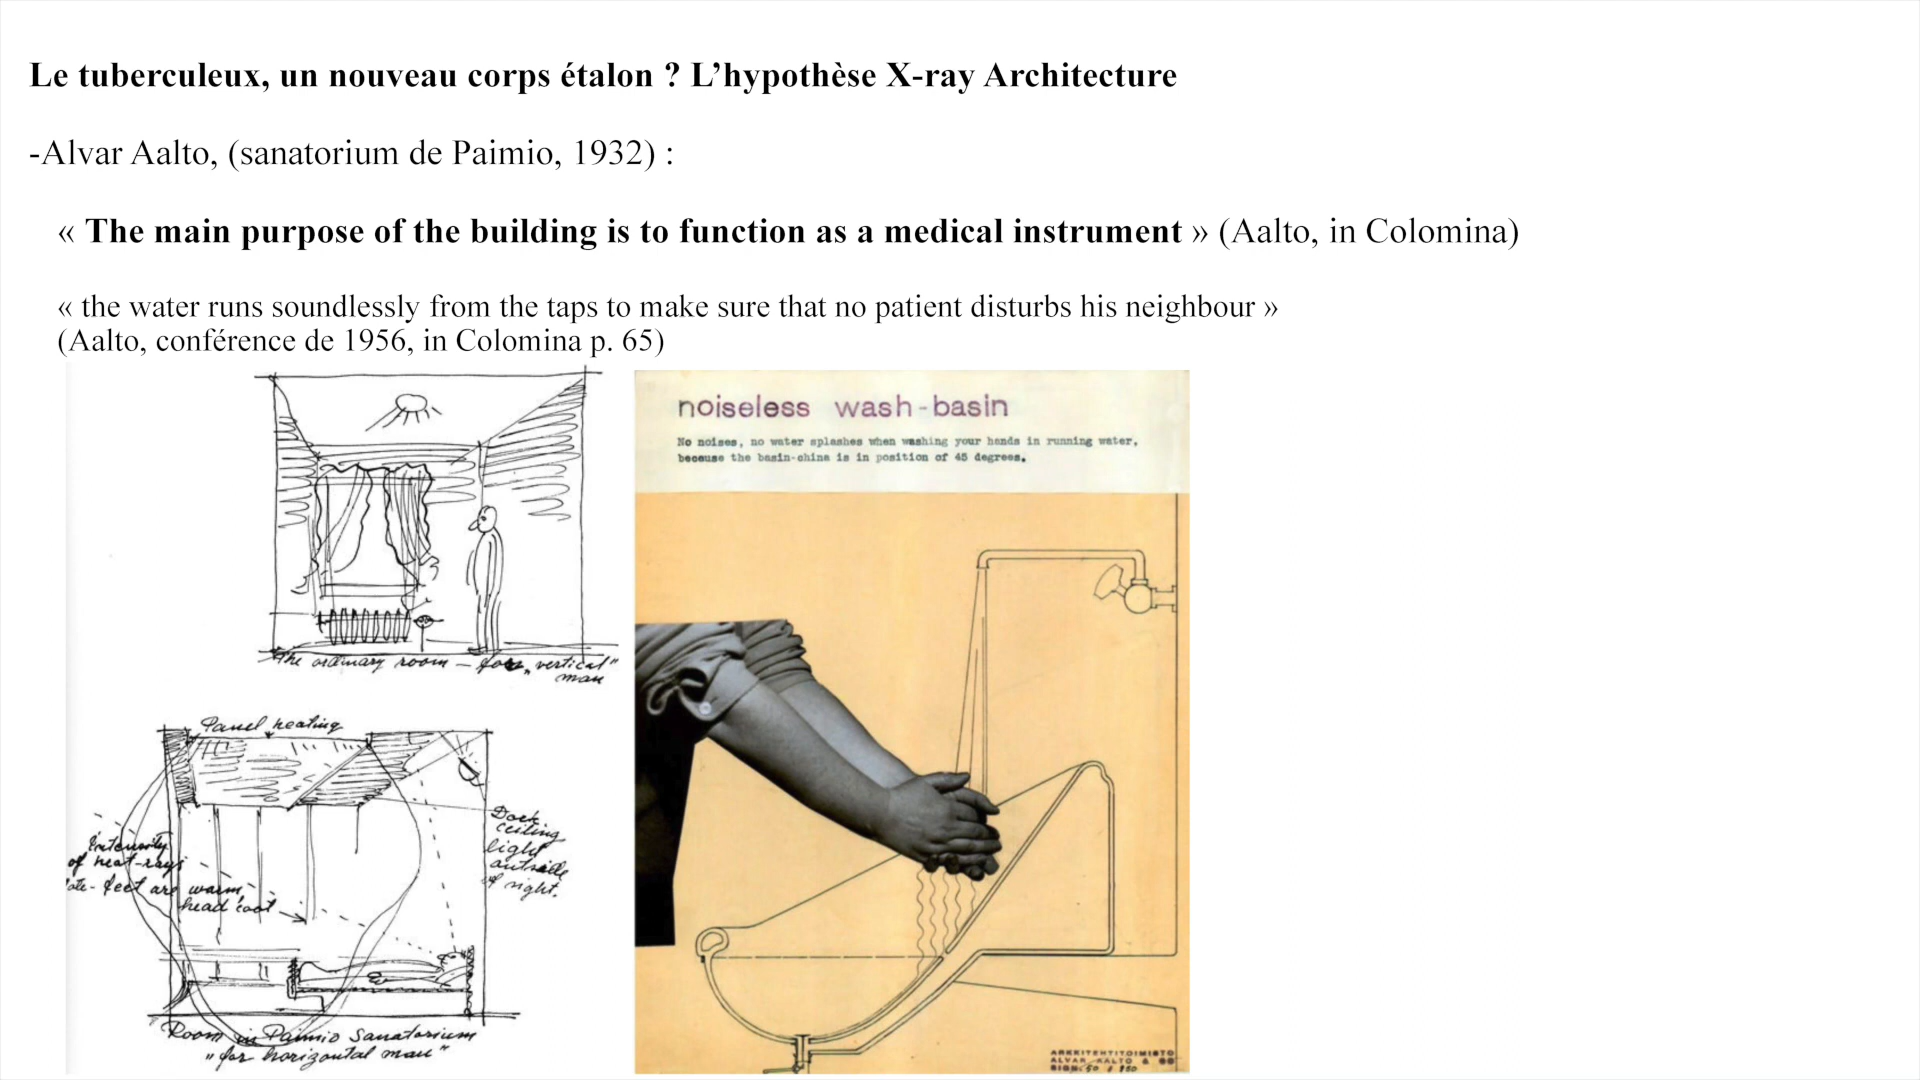 Le tuberculeux, un nouveau corps étalon ? L’hypothèse X-ray Architecture
-Alvar Aalto, (sanatorium de Paimio, 1932) :
« The main purpose of the building is to function as a medical instrument » (Aalto, in Colomina)
« the water runs soundlessly from the taps to make sure that no patient disturbs his neighbour »
(Aalto, conférence de 1956, in Colomina p. 65)
The ordinary room – for „vertical”
man
Panel heating
Intensity
of heat-rays
feet are warm,
head cool
ceiling
light
outside
of
Room in Paimio Sanatorium
„for horizontal man”
noiseless wash-basin
No noises, no water splashes when washing your hands in running water,
because the basin-china is in position of 45 degrees.
ARKKITEHTITOIMISTO
ALVAR AALTO & CO
SIGN.